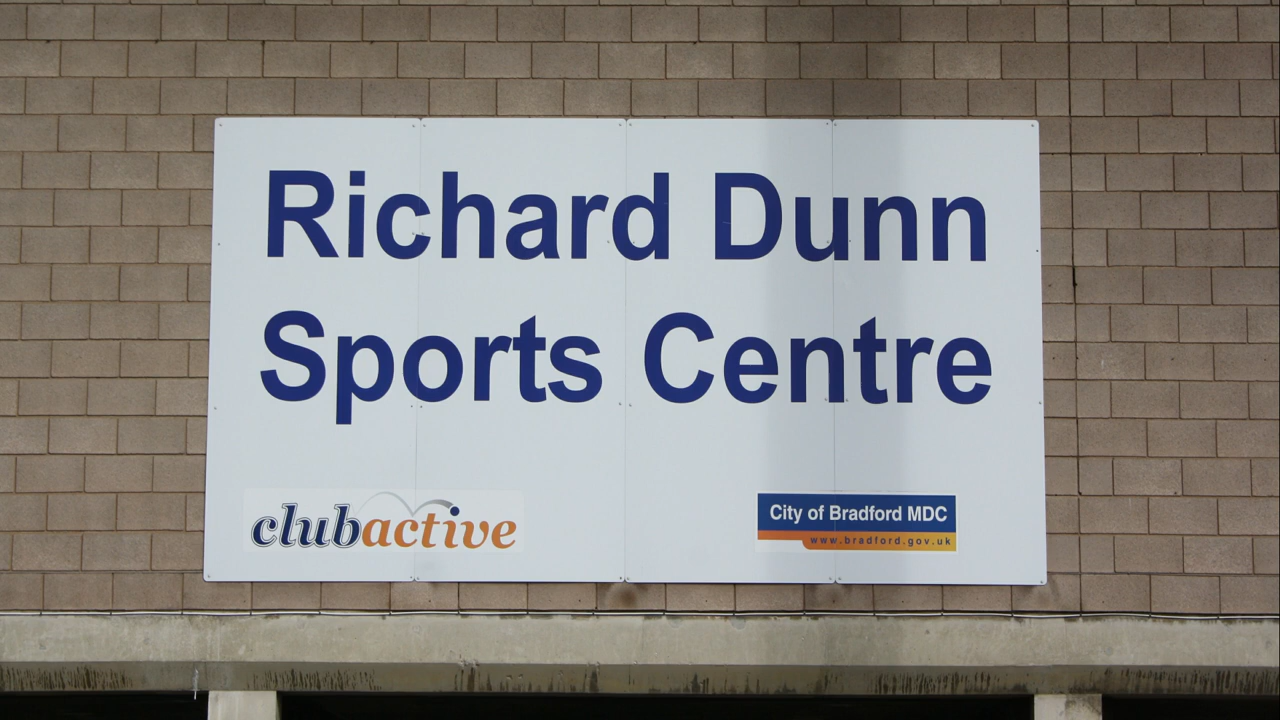 Richard Dunn
Sports Centre
clubactive
City of Bradford MDC
www.bradford.gov.uk